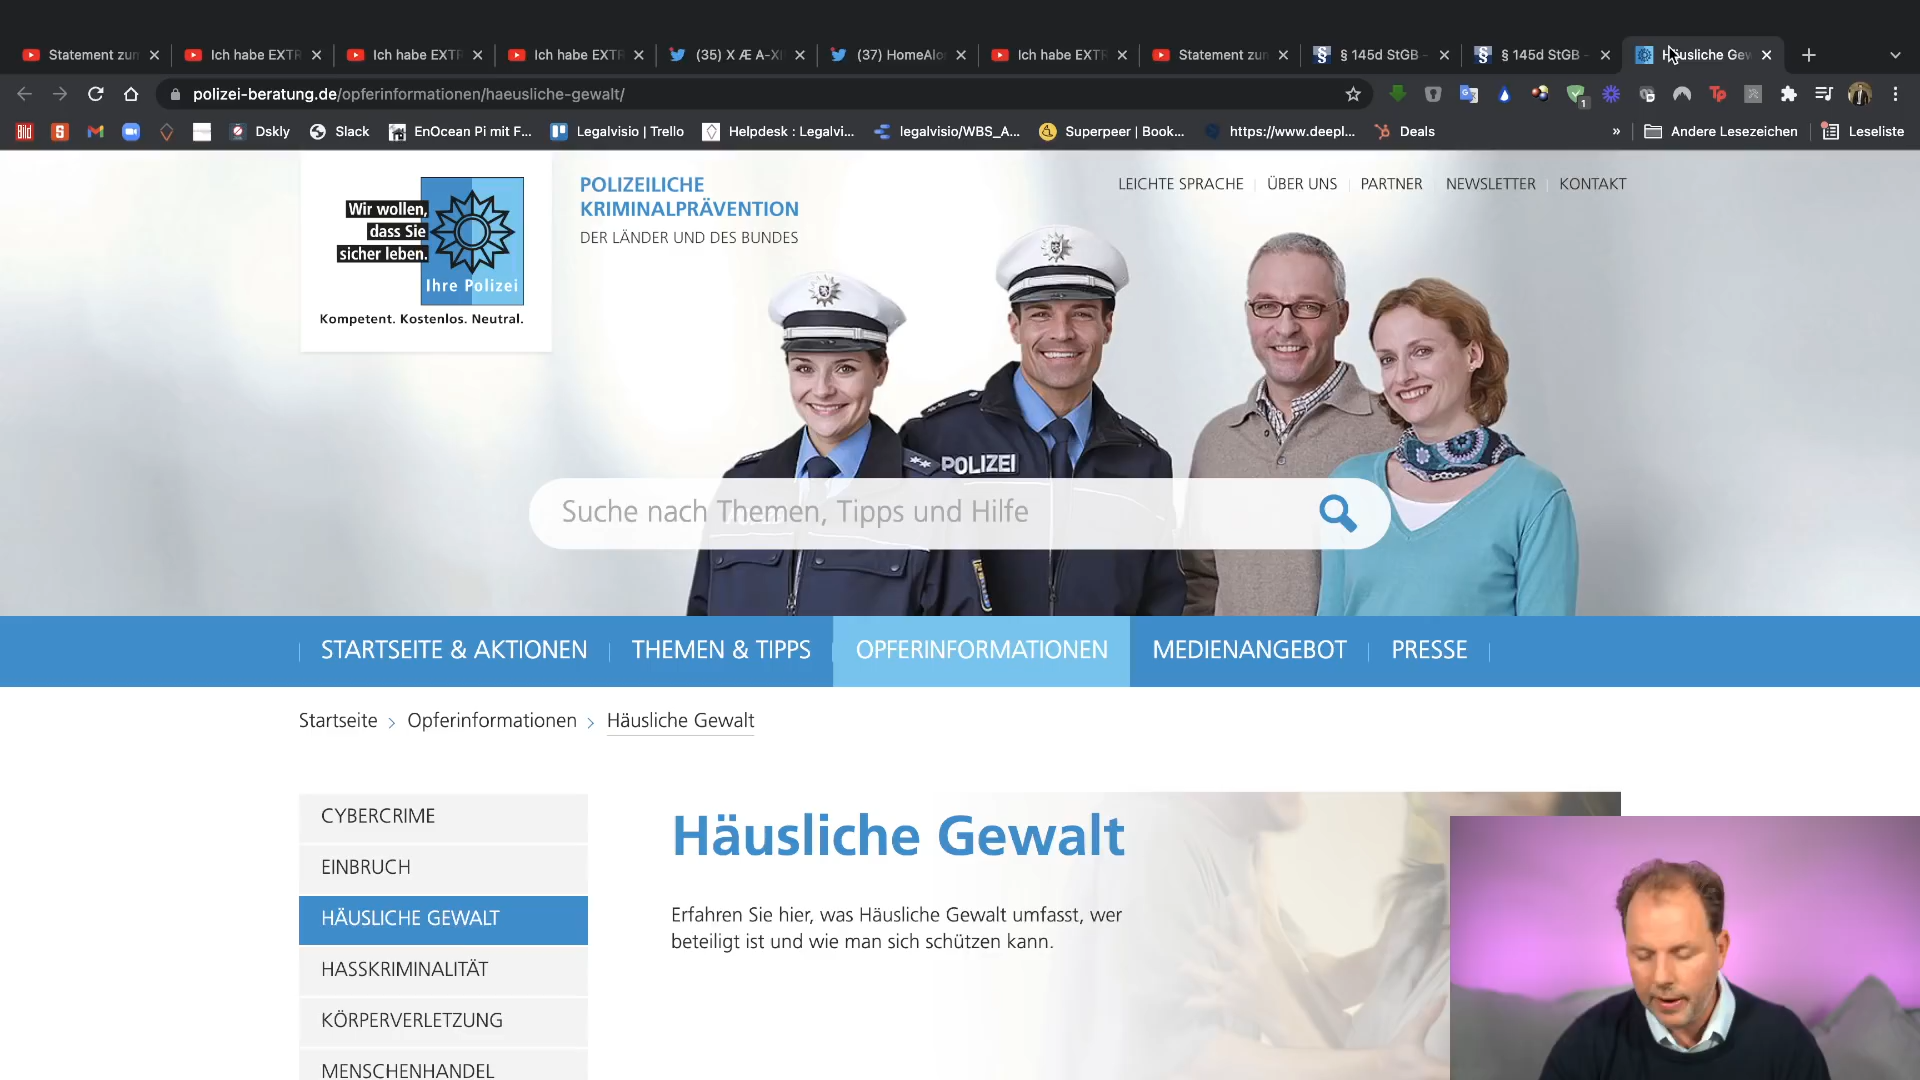 Statement zun
Ich habe EXTR
Ich habe EXTR
Ich habe EXTR
(35) X Æ A-XI
(37) HomeAlo
Ich habe EXTR
Statement zun
§ 145d StGB -
§ 145d StGB -
Häusliche Gew
polizei-beratung.de/opferinformationen/haeusliche-gewalt/
Bild
Dskly
Slack
EnOcean Pi mit F...
Legalvisio | Trello
Helpdesk : Legalvi...
legalvisio/WBS_A...
Superpeer | Book...
https://www.deepl...
Deals
»
Andere Lesezeichen
Leseliste
Wir wollen,
dass Sie
sicher leben.
Ihre Polizei
Kompetent. Kostenlos. Neutral.
POLIZEILICHE
KRIMINALPRÄVENTION
DER LÄNDER UND DES BUNDES
LEICHTE SPRACHE
ÜBER UNS
PARTNER
NEWSLETTER
KONTAKT
POLIZEI
Suche nach Themen, Tipps und Hilfe
STARTSEITE & AKTIONEN
THEMEN & TIPPS
OPFERINFORMATIONEN
MEDIENANGEBOT
PRESSE
Startseite > Opferinformationen > Häusliche Gewalt
CYBERCRIME
EINBRUCH
HÄUSLICHE GEWALT
HASSKRIMINALITÄT
KÖRPERVERLETZUNG
MENSCHENHANDEL
Häusliche Gewalt
Erfahren Sie hier, was Häusliche Gewalt umfasst, wer
beteiligt ist und wie man sich schützen kann.